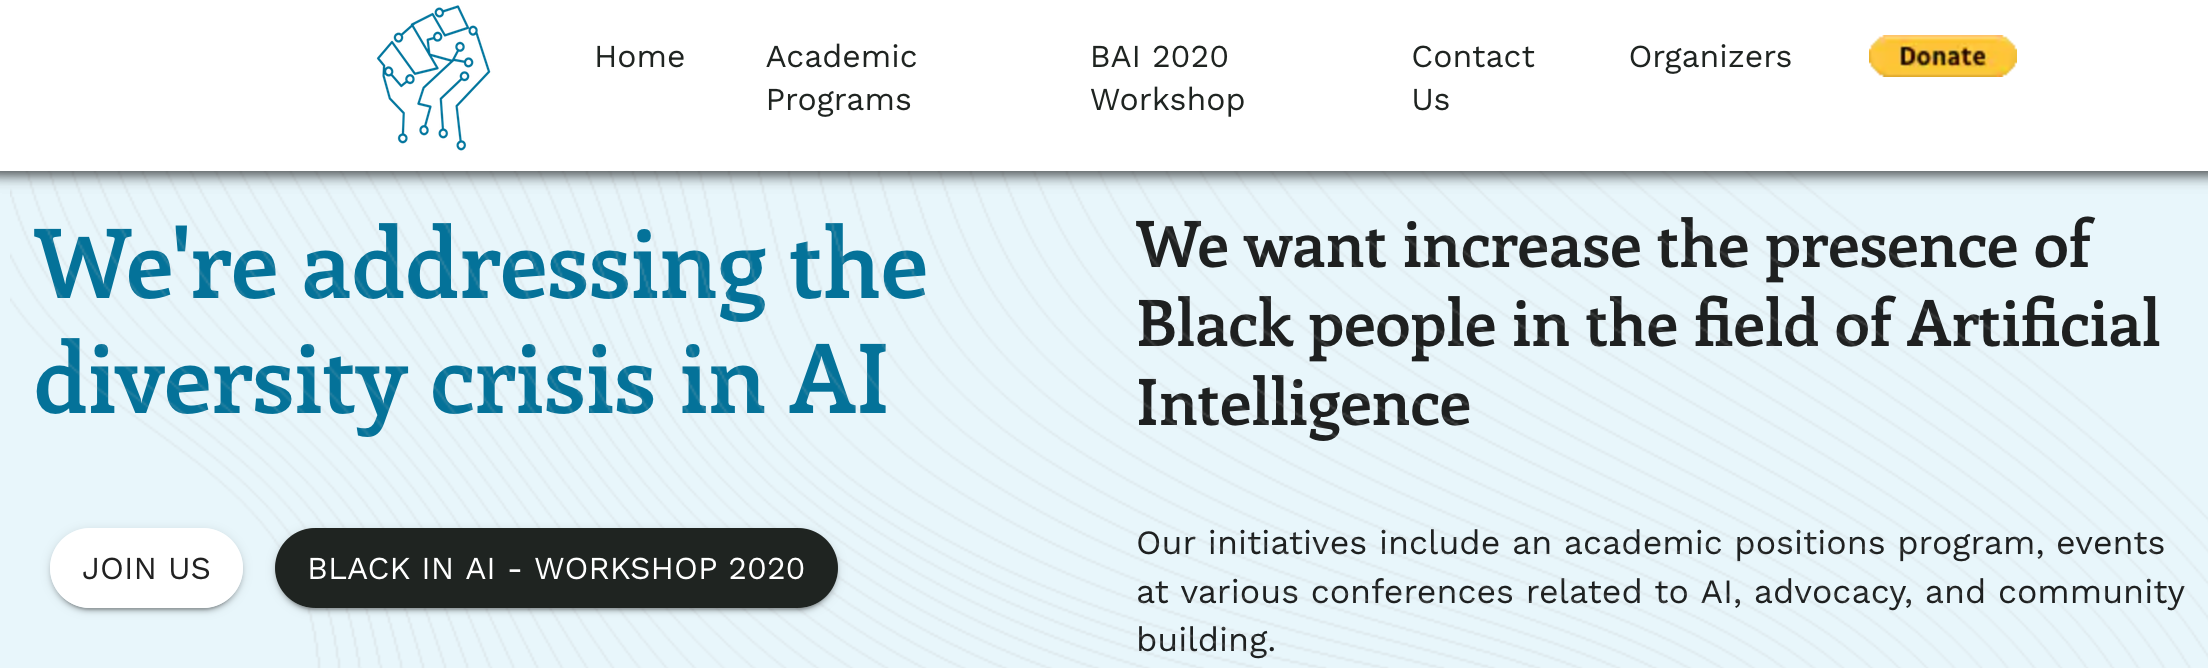 Home
Academic
Programs
BAI 2020
Workshop
Contact
Us
Organizers
Donate
We're addressing the
diversity crisis in AI
JOIN US
BLACK IN AI - WORKSHOP 2020
We want increase the presence of
Black people in the field of Artificial
Intelligence
Our initiatives include an academic positions program, events
at various conferences related to AI, advocacy, and community
building.